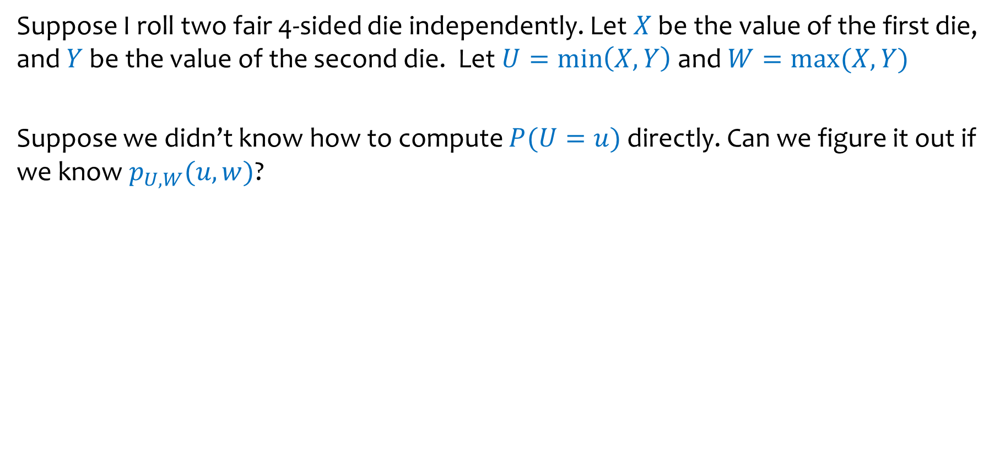 Suppose I roll two fair 4-sided die independently. Let X be the value of the first die,
and Y be the value of the second die. Let U = min(X, Y) and W = max(X, Y)
Suppose we didn’t know how to compute P(U = u) directly. Can we figure it out if
we know p_{U,W}(u, w)?